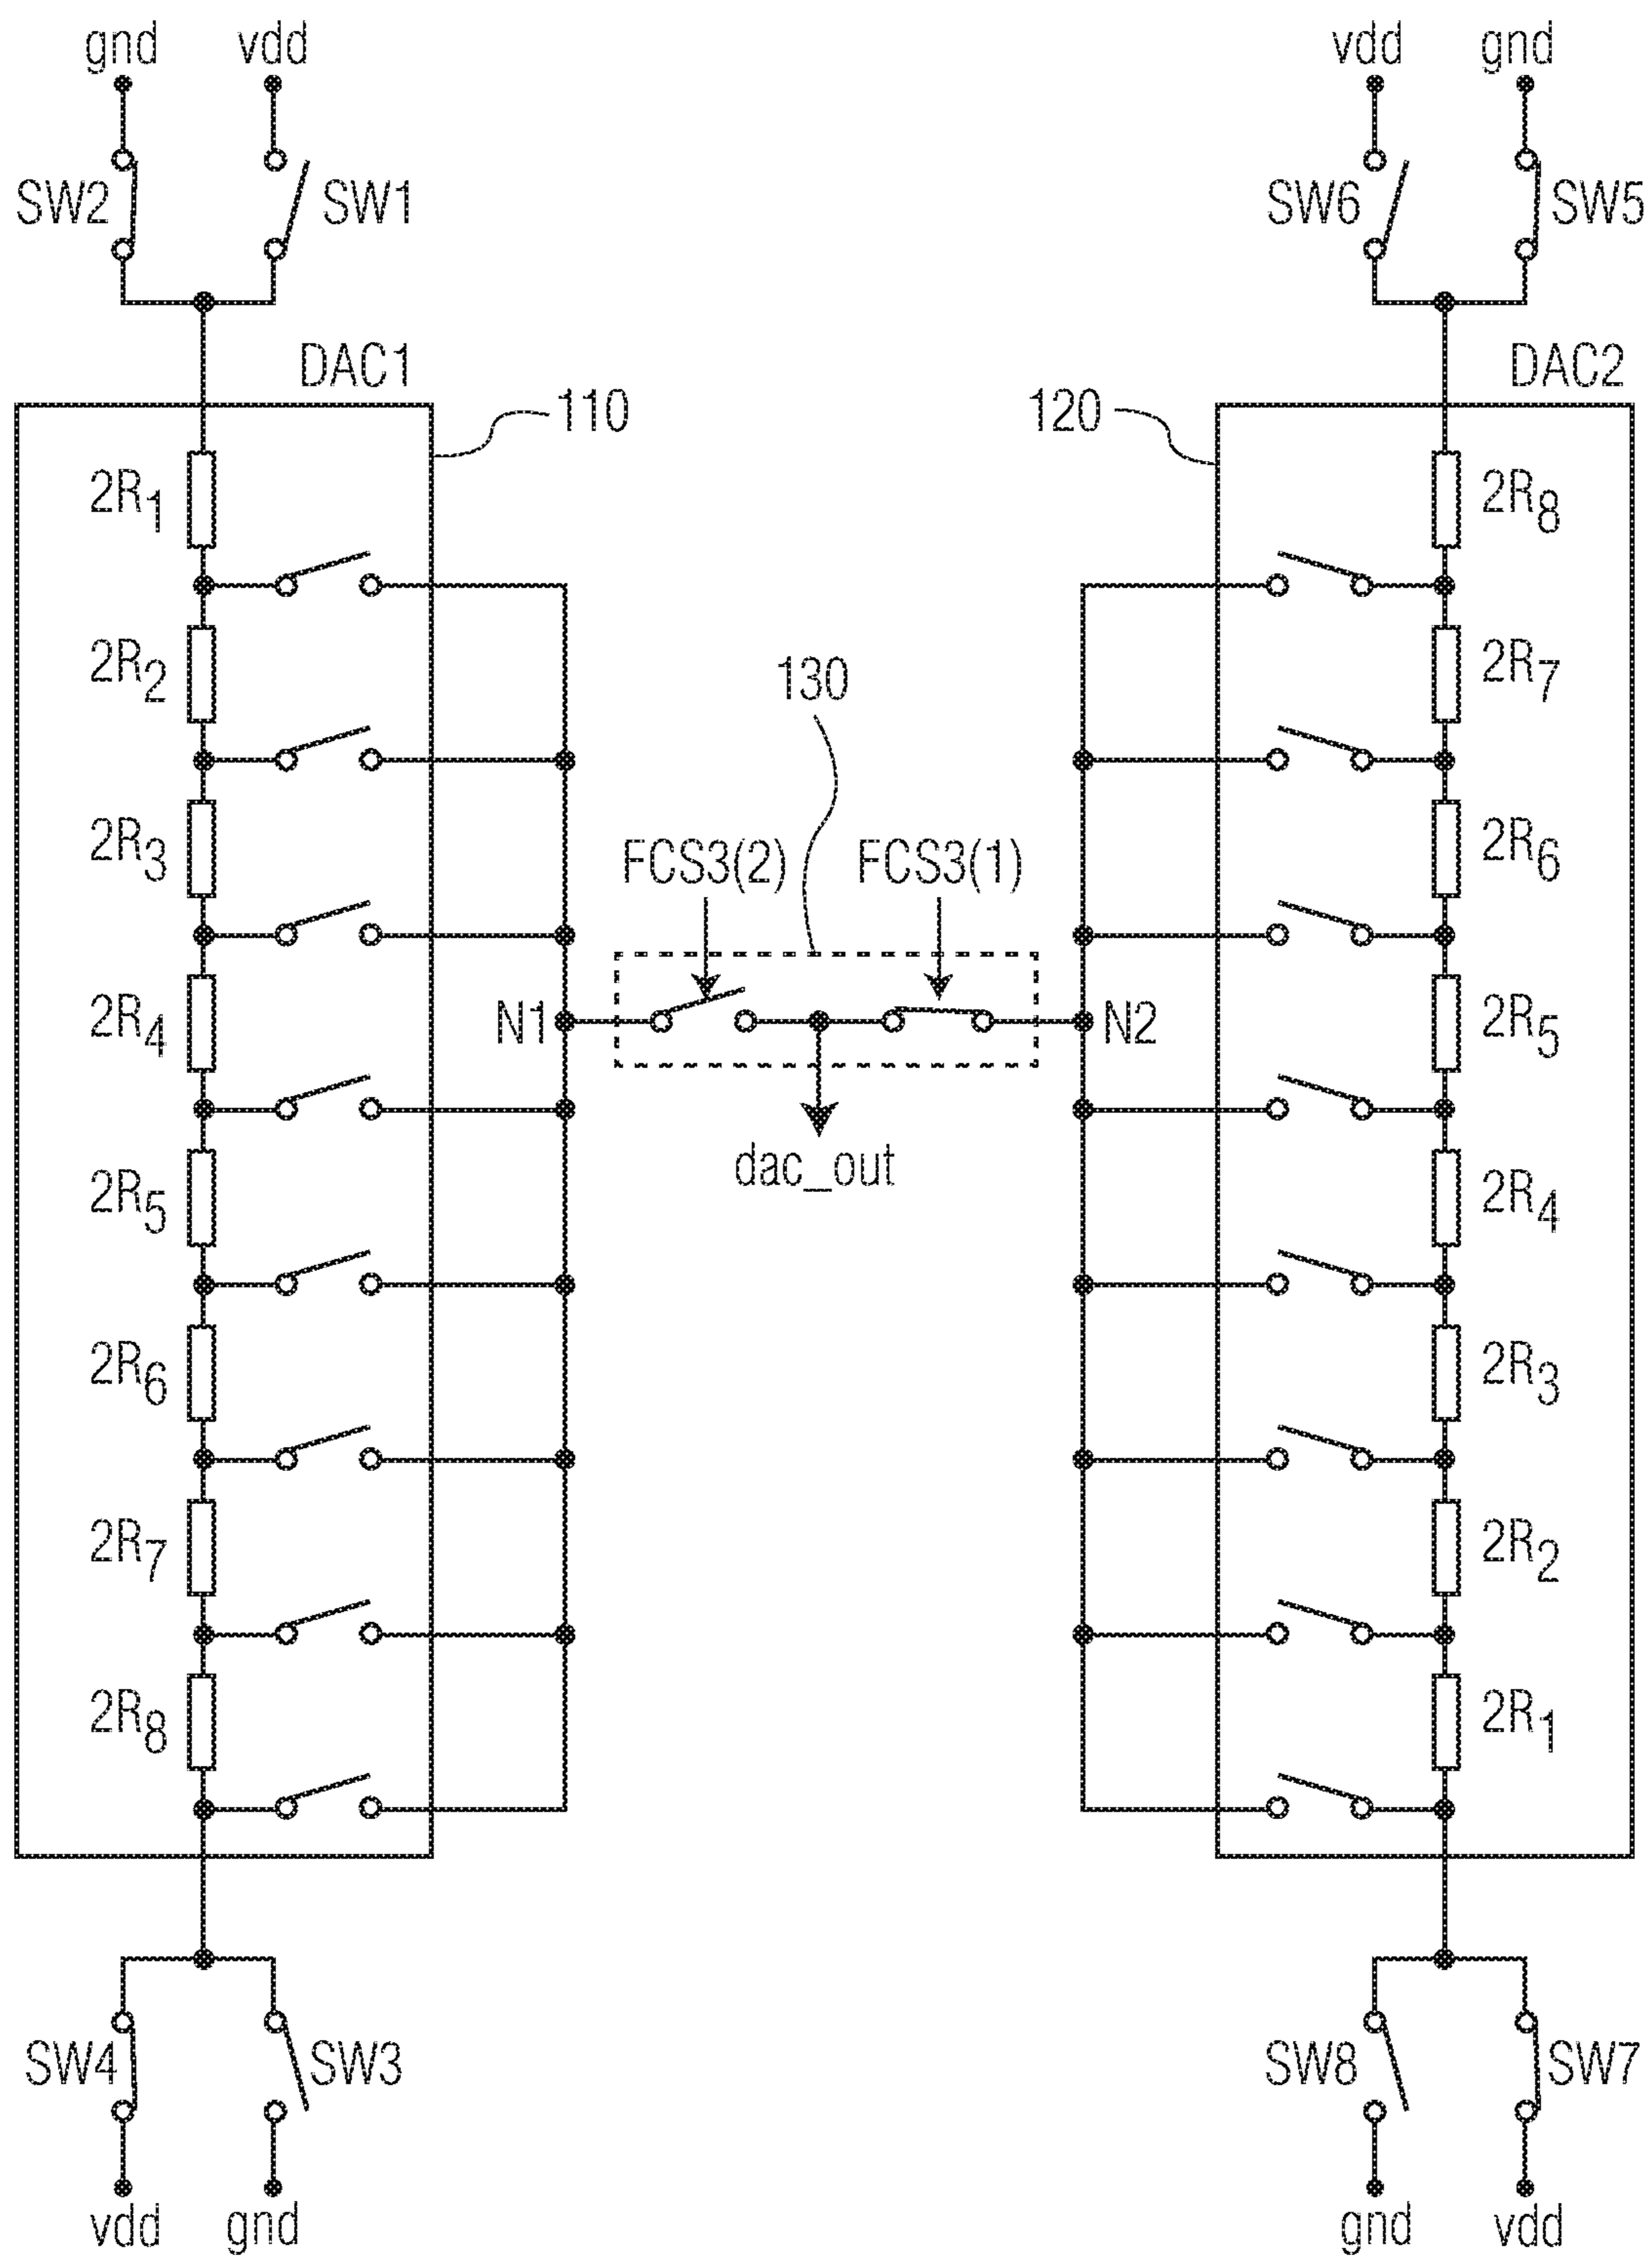 gnd vdd vdd gnd
SW2 SW1 SW6 SW5
DAC1 DAC2
110 120
2R1 2R8
2R2 2R7
130
2R3 2R6
FCS3(2) FCS3(1)
2R4 N1 N2 2R5
dac_out
2R5 2R4
2R6 2R3
2R7 2R2
2R8 2R1
SW4 SW3 SW8 SW7
vdd gnd gnd vdd